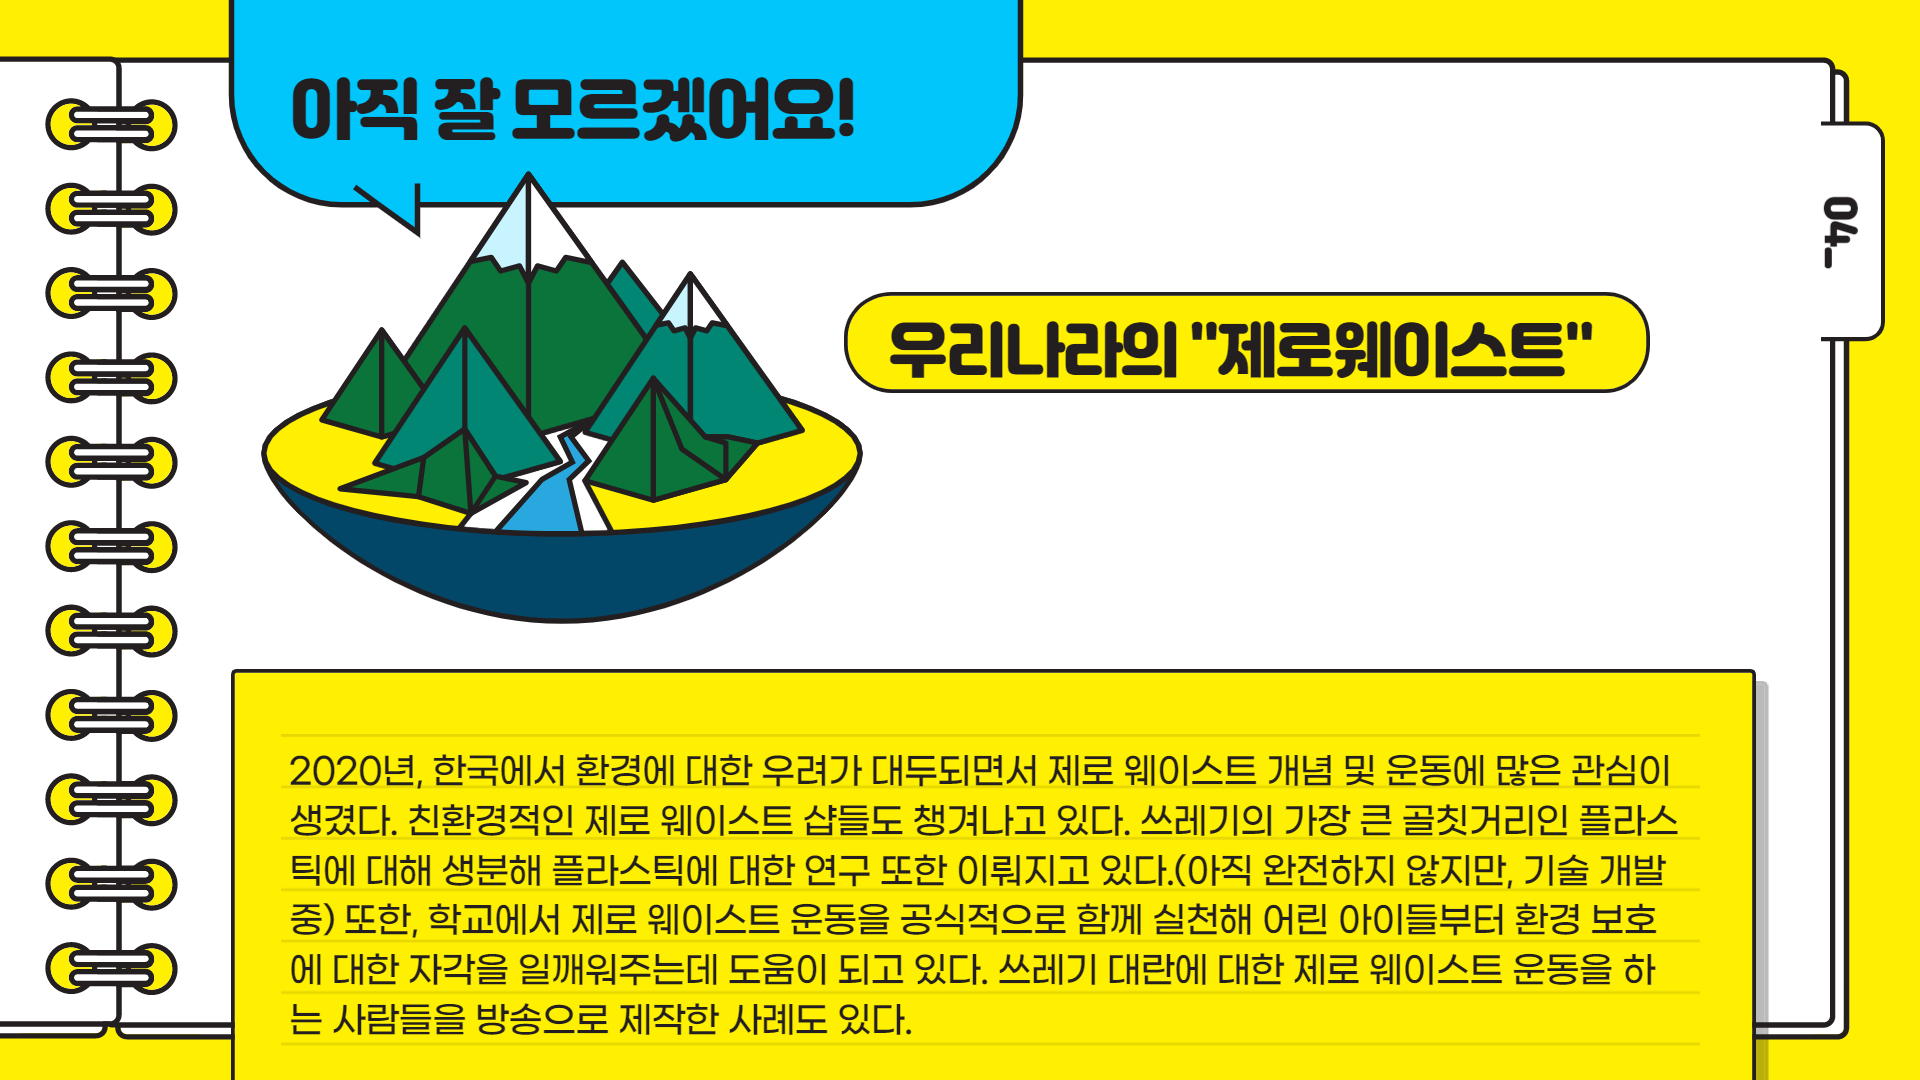 아직 잘 모르겠어요!
04_
우리나라의 "제로웨이스트"
2020년, 한국에서 환경에 대한 우려가 대두되면서 제로 웨이스트 개념 및 운동에 많은 관심이
생겼다. 친환경적인 제로 웨이스트 샵들도 챙겨나고 있다. 쓰레기의 가장 큰 골칫거리인 플라스
틱에 대해 생분해 플라스틱에 대한 연구 또한 이뤄지고 있다.(아직 완전하지 않지만, 기술 개발
중) 또한, 학교에서 제로 웨이스트 운동을 공식적으로 함께 실천해 어린 아이들부터 환경 보호
에 대한 자각을 일깨워주는데 도움이 되고 있다. 쓰레기 대란에 대한 제로 웨이스트 운동을 하
는 사람들을 방송으로 제작한 사례도 있다.